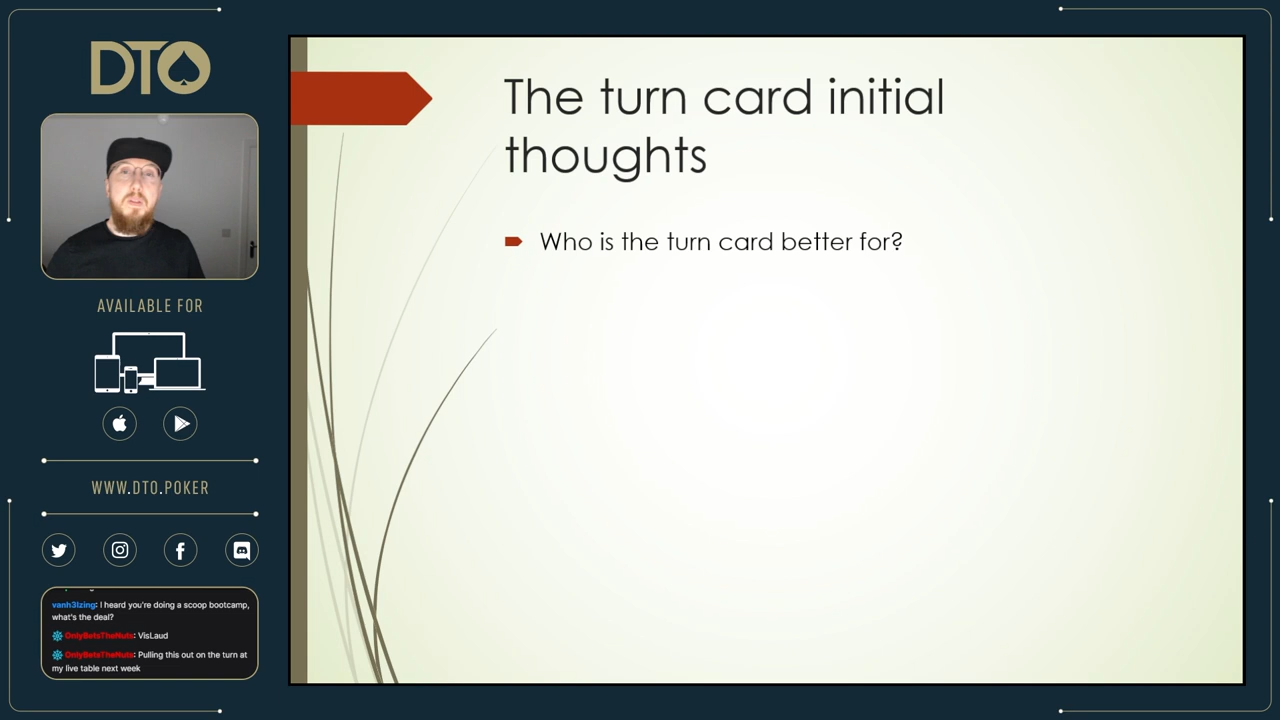 DTO
AVAILABLE FOR
WWW.DTO.POKER
vanh3lzing: I heard you're doing a scoop bootcamp,
what's the deal?
OnlyBetsTheNuts: VisLaud
OnlyBetsTheNuts: Pulling this out on the turn at
my live table next week
The turn card initial
thoughts
Who is the turn card better for?